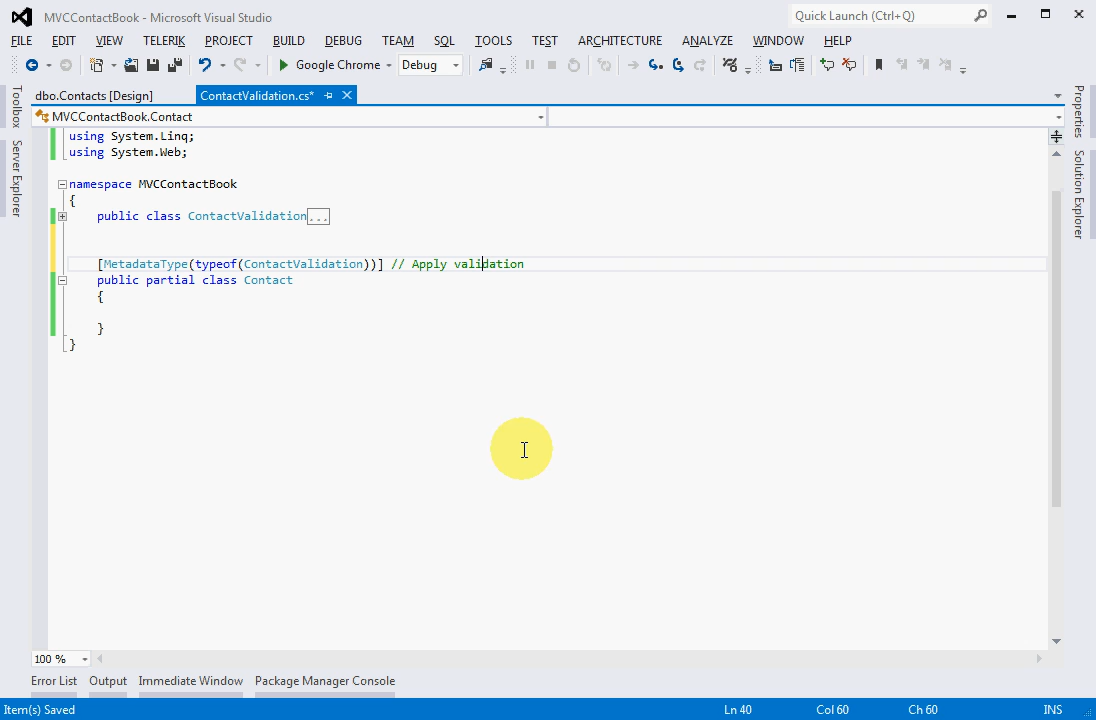 MVCContactBook - Microsoft Visual Studio
Quick Launch (Ctrl+Q)
FILE EDIT VIEW TELERIK PROJECT BUILD DEBUG TEAM SQL TOOLS TEST ARCHITECTURE ANALYZE WINDOW HELP
Google Chrome Debug
dbo.Contacts [Design] ContactValidation.cs*
MVCContactBook.Contact
Toolbox
Server Explorer
using System.Linq;
using System.Web;
namespace MVCContactBook
{
public class ContactValidation...
[MetadataType(typeof(ContactValidation))] // Apply validation
public partial class Contact
{
}
}
Properties
Solution Explorer
100 %
Error List Output Immediate Window Package Manager Console
Item(s) Saved Ln 40 Col 60 Ch 60 INS